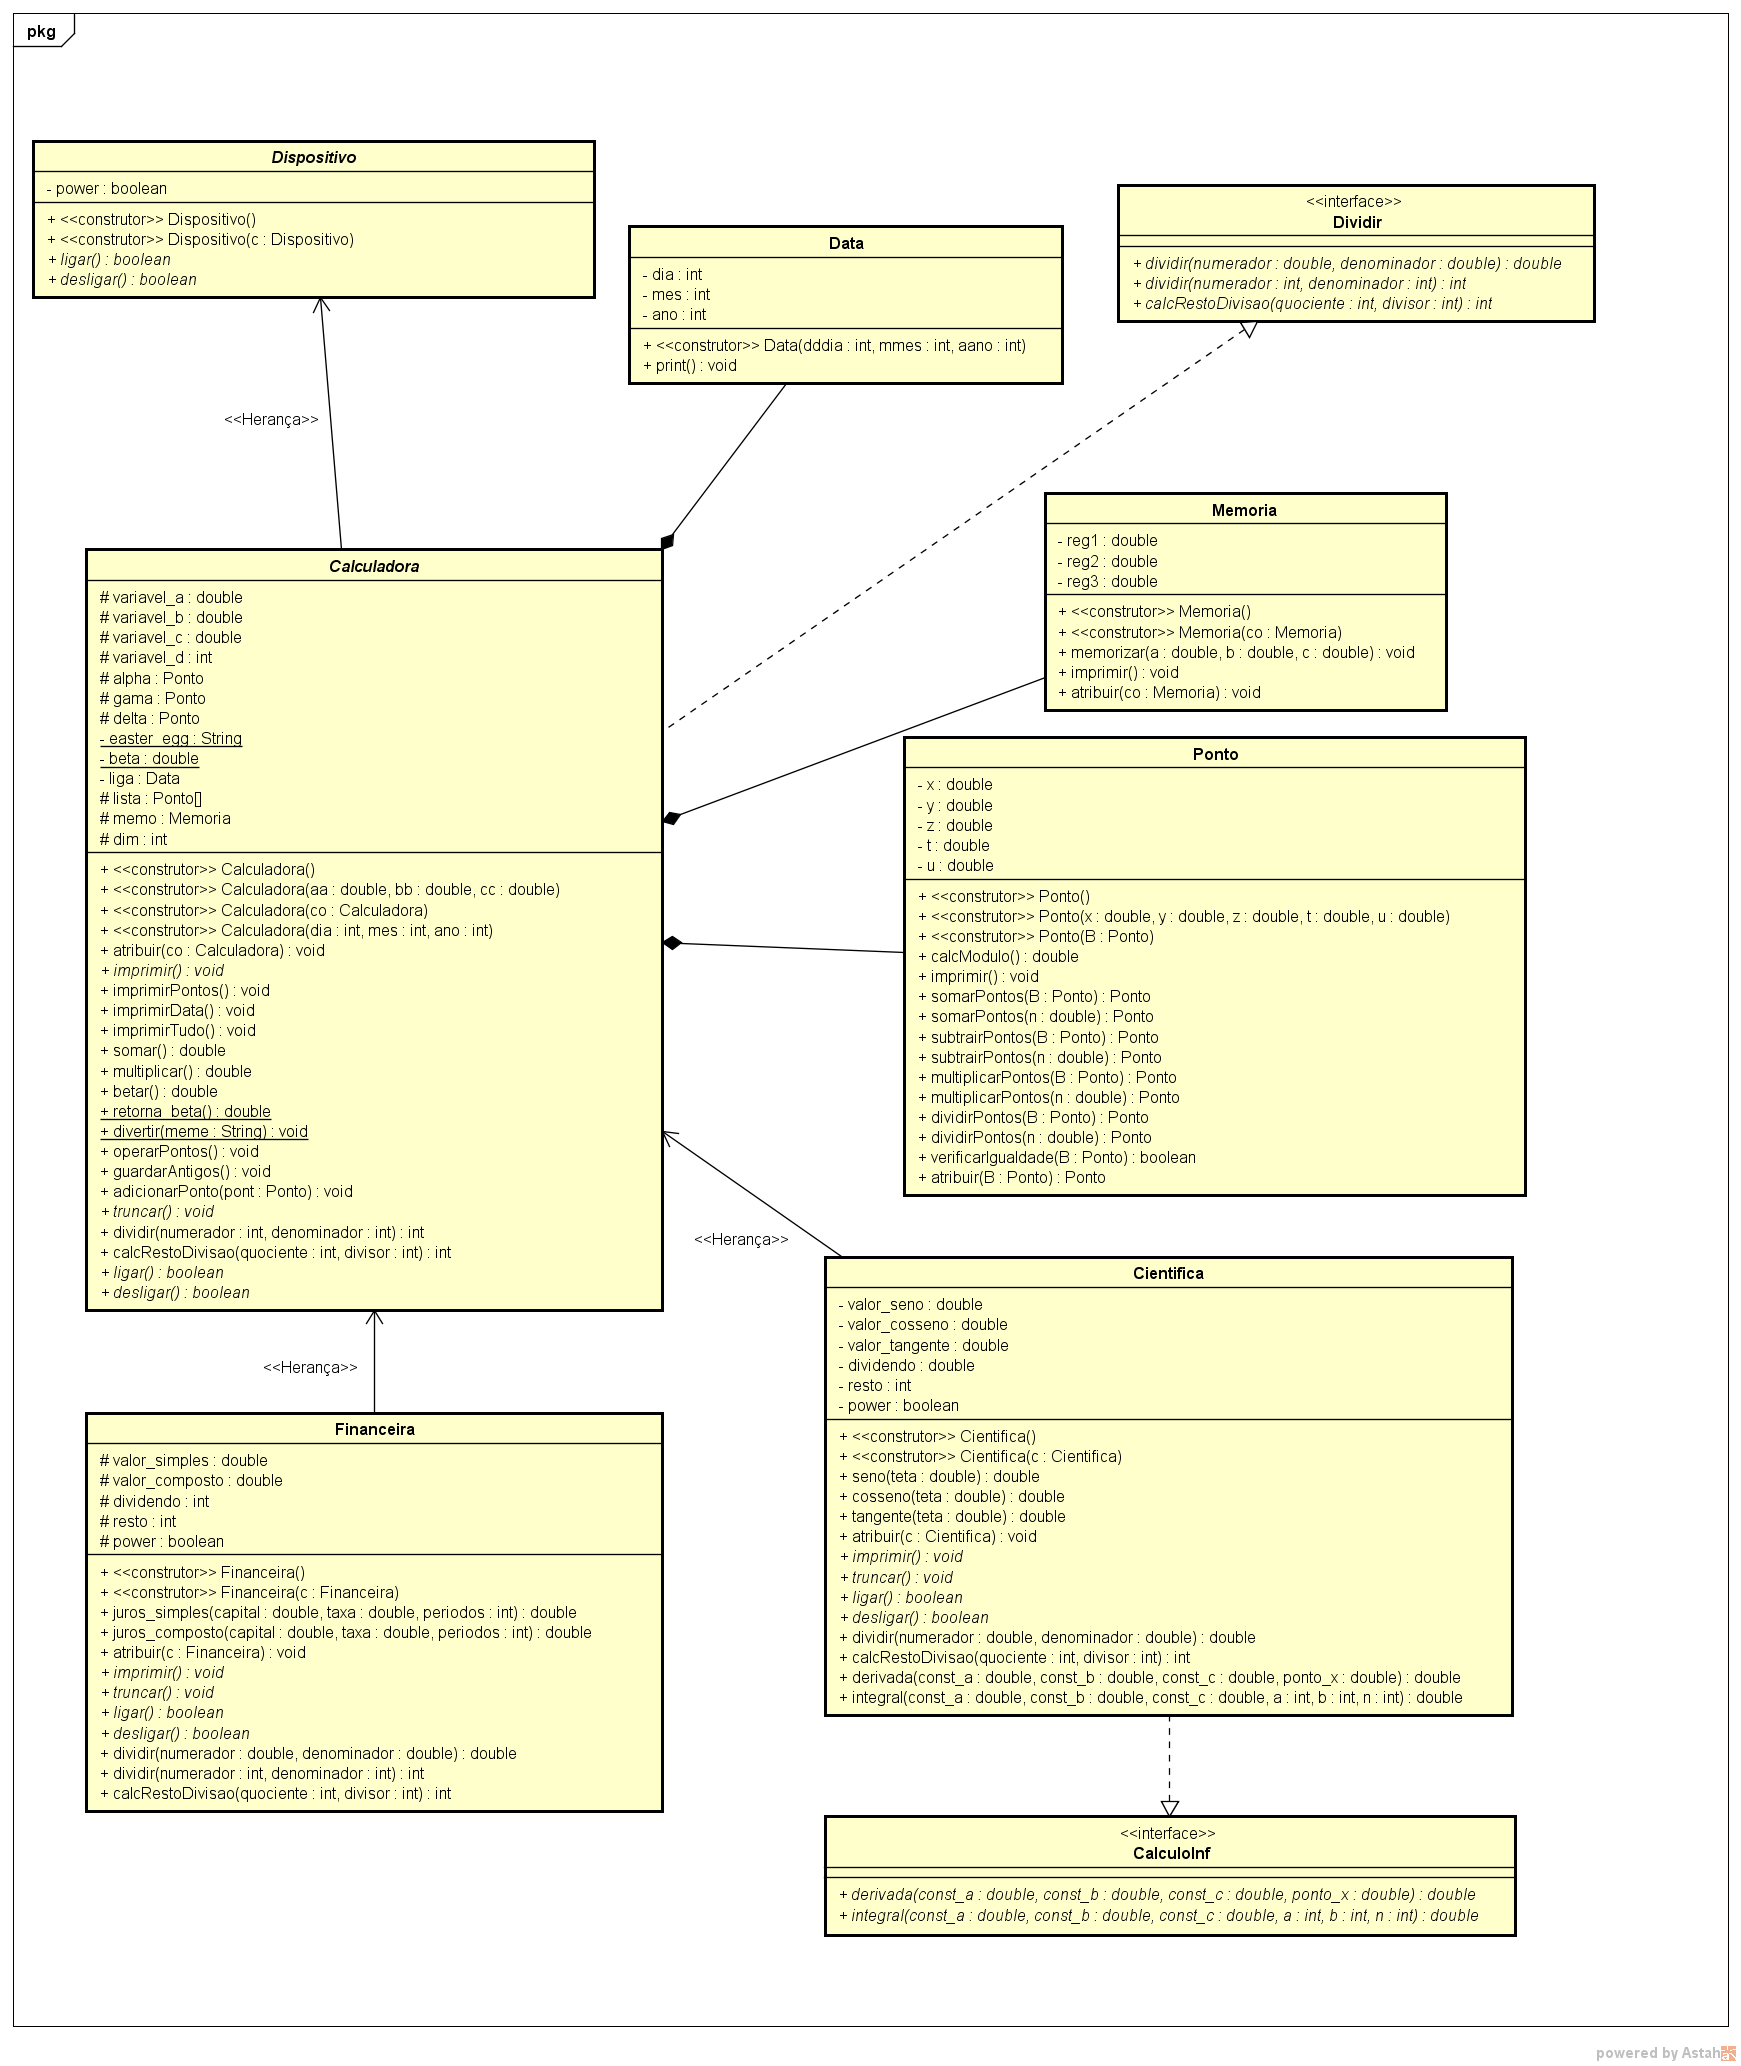 pkg
Dispositivo
- power : boolean
+ <<construtor>> Dispositivo()
+ <<construtor>> Dispositivo(c : Dispositivo)
+ ligar() : boolean
+ desligar() : boolean
Data
- dia : int
- mes : int
- ano : int
+ <<construtor>> Data(dddia : int, mmes : int, aano : int)
+ print() : void
<<interface>>
Dividir
+ dividir(numerador : double, denominador : double) : double
+ dividir(numerador : int, denominador : int) : int
+ calcRestoDivisao(quociente : int, divisor : int) : int
<<Herança>>
Memoria
- reg1 : double
- reg2 : double
- reg3 : double
+ <<construtor>> Memoria()
+ <<construtor>> Memoria(co : Memoria)
+ memorizar(a : double, b : double, c : double) : void
+ imprimir() : void
+ atribuir(co : Memoria) : void
Calculadora
# variavel_a : double
# variavel_b : double
# variavel_c : double
# variavel_d : int
# alpha : Ponto
# gama : Ponto
# delta : Ponto
- easter_egg : String
- beta : double
- liga : Data
# lista : Ponto[]
# memo : Memoria
# dim : int
+ <<construtor>> Calculadora()
+ <<construtor>> Calculadora(aa : double, bb : double, cc : double)
+ <<construtor>> Calculadora(co : Calculadora)
+ <<construtor>> Calculadora(dia : int, mes : int, ano : int)
+ atribuir(co : Calculadora) : void
+ imprimir() : void
+ imprimirPontos() : void
+ imprimirData() : void
+ imprimirTudo() : void
+ somar() : double
+ multiplicar() : double
+ betar() : double
+ retorna_beta() : double
+ divertir(meme : String) : void
+ operarPontos() : void
+ guardarAntigos() : void
+ adicionarPonto(pont : Ponto) : void
+ truncar() : void
+ dividir(numerador : int, denominador : int) : int
+ calcRestoDivisao(quociente : int, divisor : int) : int
+ ligar() : boolean
+ desligar() : boolean
Ponto
- x : double
- y : double
- z : double
- t : double
- u : double
+ <<construtor>> Ponto()
+ <<construtor>> Ponto(x : double, y : double, z : double, t : double, u : double)
+ <<construtor>> Ponto(B : Ponto)
+ calcModulo() : double
+ imprimir() : void
+ somarPontos(B : Ponto) : Ponto
+ somarPontos(n : double) : Ponto
+ subtrairPontos(B : Ponto) : Ponto
+ subtrairPontos(n : double) : Ponto
+ multiplicarPontos(B : Ponto) : Ponto
+ multiplicarPontos(n : double) : Ponto
+ dividirPontos(B : Ponto) : Ponto
+ dividirPontos(n : double) : Ponto
+ verificarIgualdade(B : Ponto) : boolean
+ atribuir(B : Ponto) : Ponto
<<Herança>>
<<Herança>>
Cientifica
- valor_seno : double
- valor_cosseno : double
- valor_tangente : double
- dividendo : double
- resto : int
- power : boolean
+ <<construtor>> Cientifica()
+ <<construtor>> Cientifica(c : Cientifica)
+ seno(teta : double) : double
+ cosseno(teta : double) : double
+ tangente(teta : double) : double
+ atribuir(c : Cientifica) : void
+ imprimir() : void
+ truncar() : void
+ ligar() : boolean
+ desligar() : boolean
+ dividir(numerador : double, denominador : double) : double
+ calcRestoDivisao(quociente : int, divisor : int) : int
+ derivada(const_a : double, const_b : double, const_c : double, ponto_x : double) : double
+ integral(const_a : double, const_b : double, const_c : double, a : int, b : int, n : int) : double
Financeira
# valor_simples : double
# valor_composto : double
# dividendo : int
# resto : int
# power : boolean
+ <<construtor>> Financeira()
+ <<construtor>> Financeira(c : Financeira)
+ juros_simples(capital : double, taxa : double, periodos : int) : double
+ juros_composto(capital : double, taxa : double, periodos : int) : double
+ atribuir(c : Financeira) : void
+ imprimir() : void
+ truncar() : void
+ ligar() : boolean
+ desligar() : boolean
+ dividir(numerador : double, denominador : double) : double
+ dividir(numerador : int, denominador : int) : int
+ calcRestoDivisao(quociente : int, divisor : int) : int
<<interface>>
CalculoInf
+ derivada(const_a : double, const_b : double, const_c : double, ponto_x : double) : double
+ integral(const_a : double, const_b : double, const_c : double, a : int, b : int, n : int) : double
powered by Astah